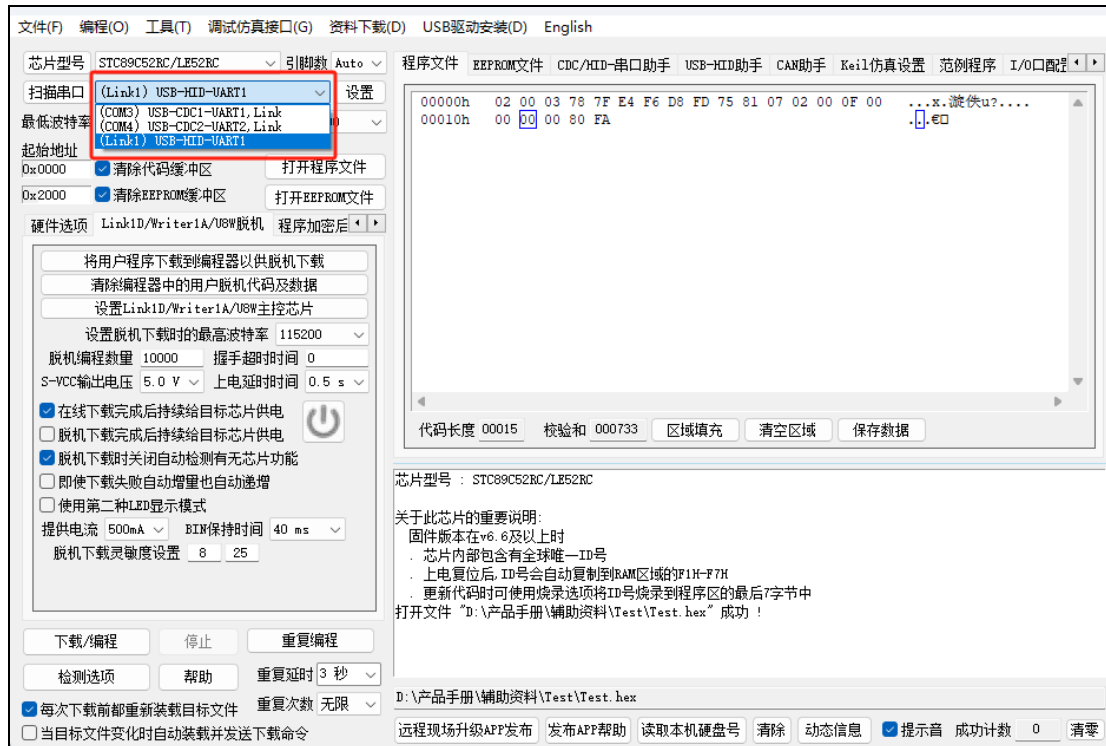 文件(F) 编程(O) 工具(T) 调试仿真接口(G) 资料下载(D) USB驱动安装(D) English
芯片型号 STC89C52RC/LE52RC 引脚数 Auto
扫描串口 (Link1) USB-HID-UART1 设置
(COM3) USB-CDC1-UART1,Link
最低波特率 (COM4) USB-CDC2-UART2,Link
(Link1) USB-HID-UART1
起始地址
0x0000 清除代码缓冲区 打开程序文件
0x2000 清除EEPROM缓冲区 打开EEPROM文件
硬件选项 Link1D/Writer1A/U8W脱机 程序加密后
将用户程序下载到编程器以供脱机下载
清除编程器中的用户脱机代码及数据
设置Link1D/Writer1A/U8W主控芯片
设置脱机下载时的最高波特率 115200
脱机编程数量 10000 握手超时时间 0
S-VCC输出电压 5.0 V 上电延时时间 0.5 s
在线下载完成后持续给目标芯片供电
脱机下载完成后持续给目标芯片供电
脱机下载时关闭自动检测有无芯片功能
即使下载失败自动增量也自动递增
使用第二种LED显示模式
提供电流 500mA BIN保持时间 40 ms
脱机下载灵敏度设置 8 25
下载/编程 停止 重复编程
检测选项 帮助 重复延时 3 秒
每次下载前都重新装载目标文件 重复次数 无限
当目标文件变化时自动装载并发送下载命令
程序文件 EEPROM文件 CDC/HID-串口助手 USB-HID助手 CAN助手 Keil仿真设置 范例程序 I/O口配
00000h 02 00 03 78 7F E4 F6 D8 FD 75 81 07 02 00 0F 00 ...x.漩佚u?....
00010h 00 00 00 80 FA ...€□
代码长度 00015 校验和 000733 区域填充 清空区域 保存数据
芯片型号 : STC89C52RC/LE52RC
关于此芯片的重要说明:
固件版本在v6.6及以上时
. 芯片内部包含有全球唯一ID号
. 上电复位后,ID号会自动复制到RAM区域的F1H-F7H
. 更新代码时可使用烧录选项将ID号烧录到程序区的最后7字节中
打开文件 "D:\产品手册\辅助资料\Test\Test.hex" 成功 !
D:\产品手册\辅助资料\Test\Test.hex
远程现场升级APP发布 发布APP帮助 读取本机硬盘号 清除 动态信息 提示音 成功计数 0 清零